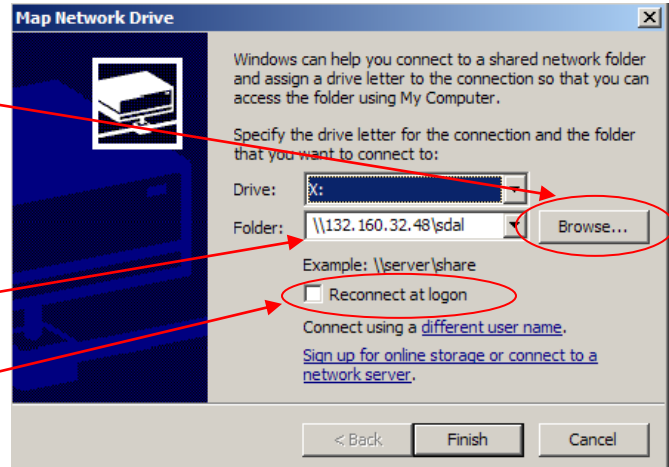 Map Network Drive
Windows can help you connect to a shared network folder
and assign a drive letter to the connection so that you can
access the folder using My Computer.
Specify the drive letter for the connection and the folder
that you want to connect to:
Drive: X:
Folder: \\132.160.32.48\sdal Browse...
Example: \\server\share
Reconnect at logon
Connect using a different user name.
Sign up for online storage or connect to a
network server.
< Back Finish Cancel